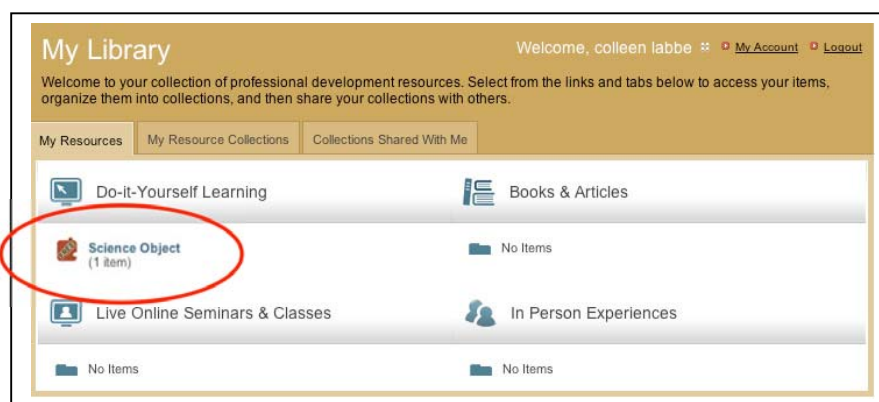 My Library
Welcome, colleen labbe My Account Logout
Welcome to your collection of professional development resources. Select from the links and tabs below to access your items,
organize them into collections, and then share your collections with others.
My Resources My Resource Collections Collections Shared With Me
Do-it-Yourself Learning
Books & Articles
Science Object
(1 item)
No Items
Live Online Seminars & Classes
In Person Experiences
No Items
No Items